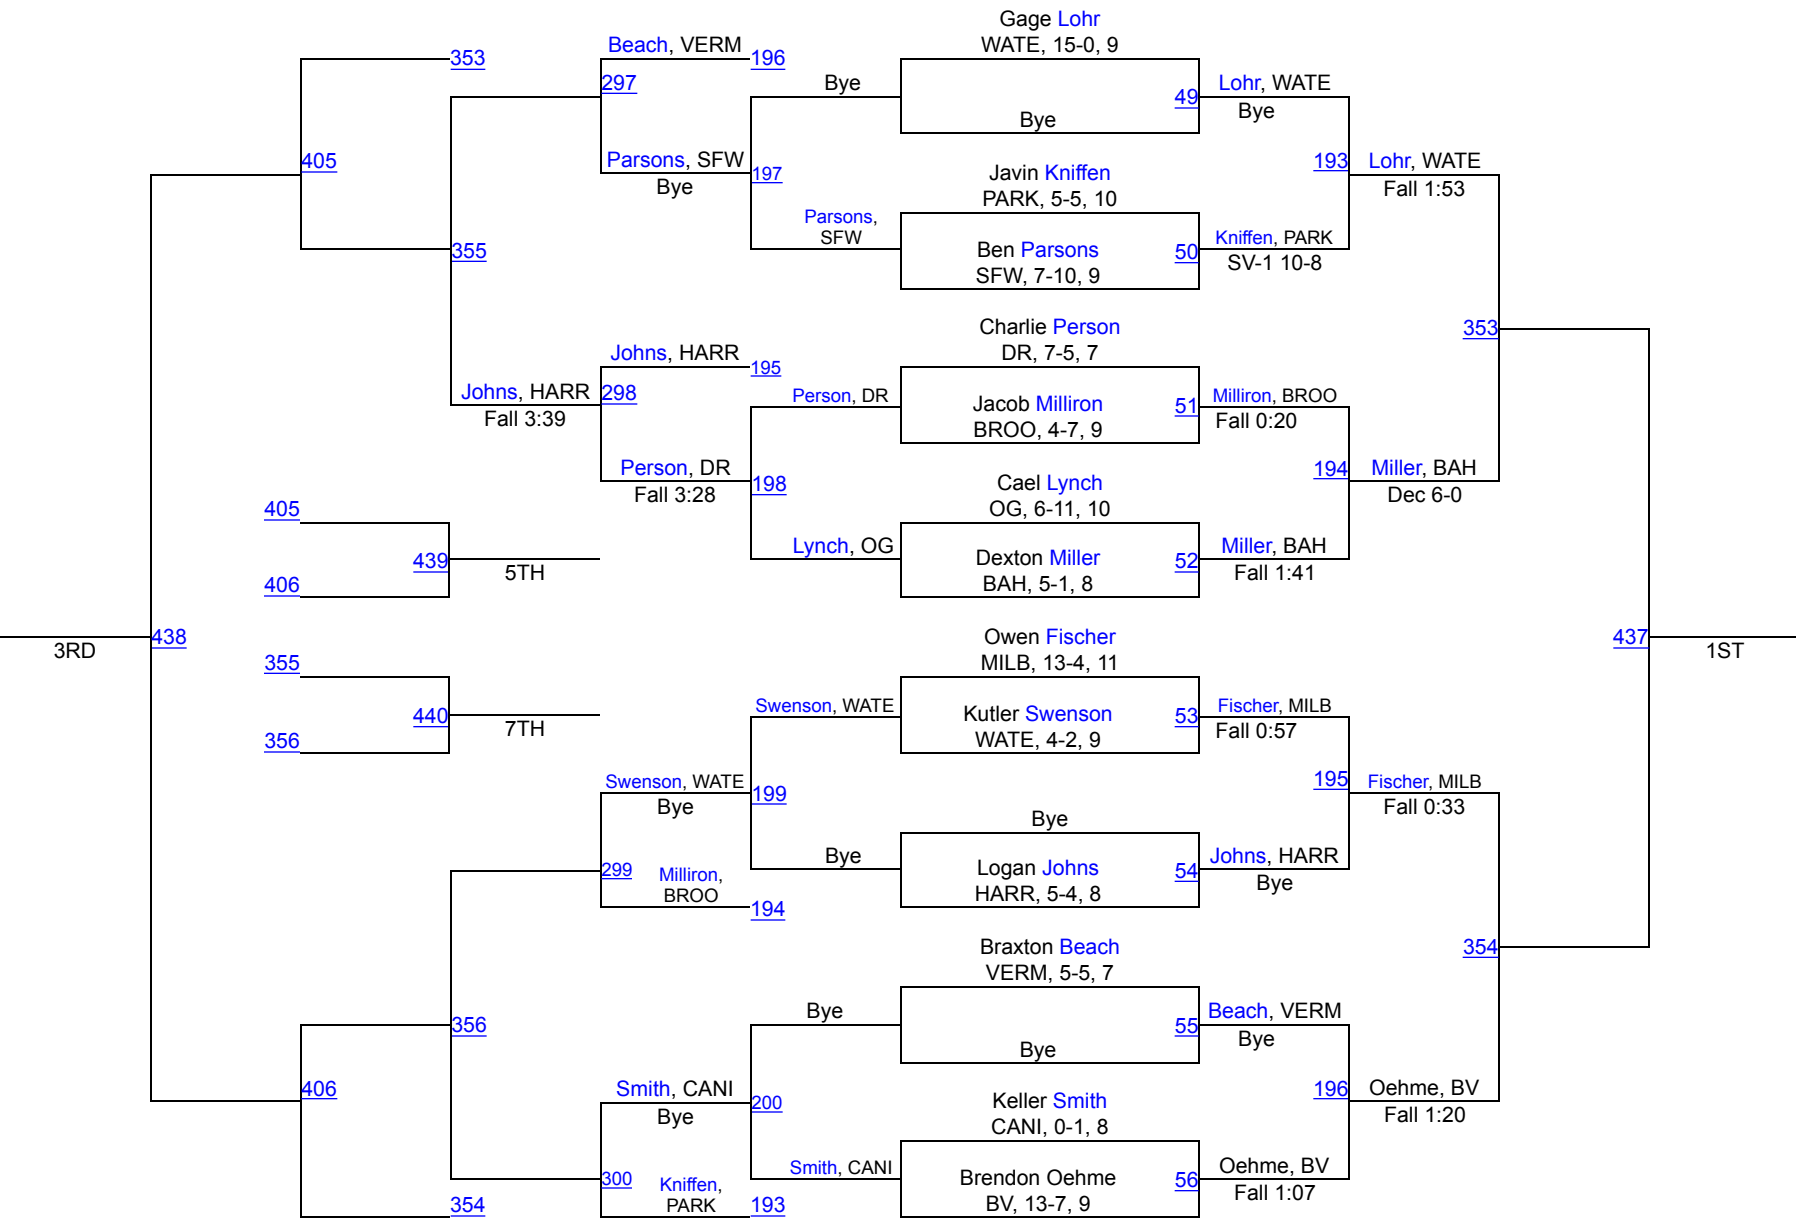 Gage Lohr
WATE, 15-0, 9
Beach, VERM
196
353
297
Bye
49
Lohr, WATE
Bye
Bye
405
Parsons, SFW
Bye
197
Javin Kniffen
PARK, 5-5, 10
193
Lohr, WATE
Fall 1:53
Parsons,
SFW
Ben Parsons
SFW, 7-10, 9
50
Kniffen, PARK
SV-1 10-8
355
Charlie Person
DR, 7-5, 7
353
Johns, HARR
195
Johns, HARR
Fall 3:39
298
Person, DR
Jacob Milliron
BROO, 4-7, 9
51
Milliron, BROO
Fall 0:20
Person, DR
Fall 3:28
198
Cael Lynch
OG, 6-11, 10
194
Miller, BAH
Dec 6-0
405
439
5TH
406
Lynch, OG
Dexton Miller
BAH, 5-1, 8
52
Miller, BAH
Fall 1:41
3RD
438
Owen Fischer
MILB, 13-4, 11
437
1ST
355
440
7TH
356
Swenson, WATE
Kutler Swenson
WATE, 4-2, 9
53
Fischer, MILB
Fall 0:57
Swenson, WATE
Bye
199
195
Fischer, MILB
Fall 0:33
Bye
299
Milliron,
BROO
194
Bye
Logan Johns
HARR, 5-4, 8
54
Johns, HARR
Bye
Braxton Beach
VERM, 5-5, 7
354
356
Bye
55
Beach, VERM
Bye
Bye
406
Smith, CANI
Bye
200
Keller Smith
CANI, 0-1, 8
196
Oehme, BV
Fall 1:20
300
Kniffen,
PARK
193
354
Smith, CANI
Brendon Oehme
BV, 13-7, 9
56
Oehme, BV
Fall 1:07